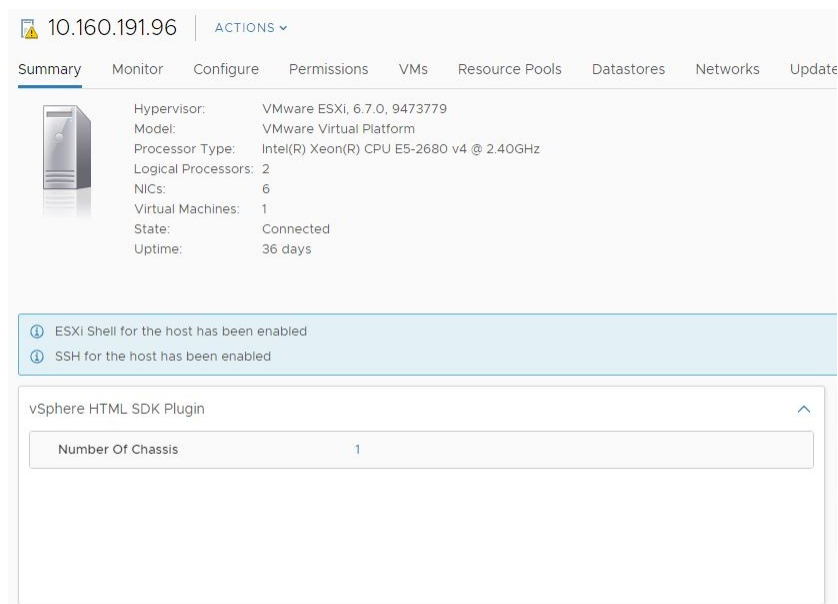 10.160.191.96 ACTIONS
Summary Monitor Configure Permissions VMs Resource Pools Datastores Networks Update
Hypervisor: VMware ESXi, 6.7.0, 9473779
Model: VMware Virtual Platform
Processor Type: Intel(R) Xeon(R) CPU E5-2680 v4 @ 2.40GHz
Logical Processors: 2
NICs: 6
Virtual Machines: 1
State: Connected
Uptime: 36 days
ESXi Shell for the host has been enabled
SSH for the host has been enabled
vSphere HTML SDK Plugin
Number Of Chassis 1